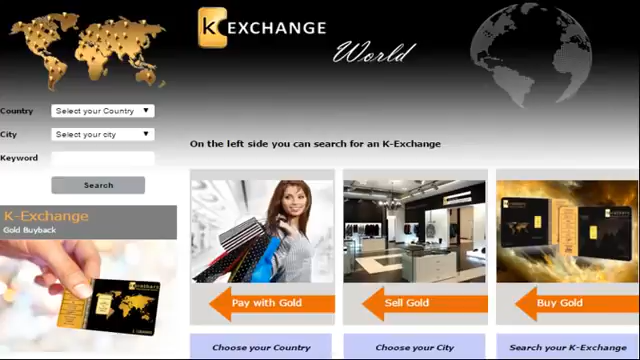 K EXCHANGE
World
Country
Select your Country
City
Select your city
Keyword
Search
On the left side you can search for an K-Exchange
K-Exchange
Gold Buyback
Pay with Gold
Sell Gold
Buy Gold
Choose your Country
Choose your City
Search your K-Exchange